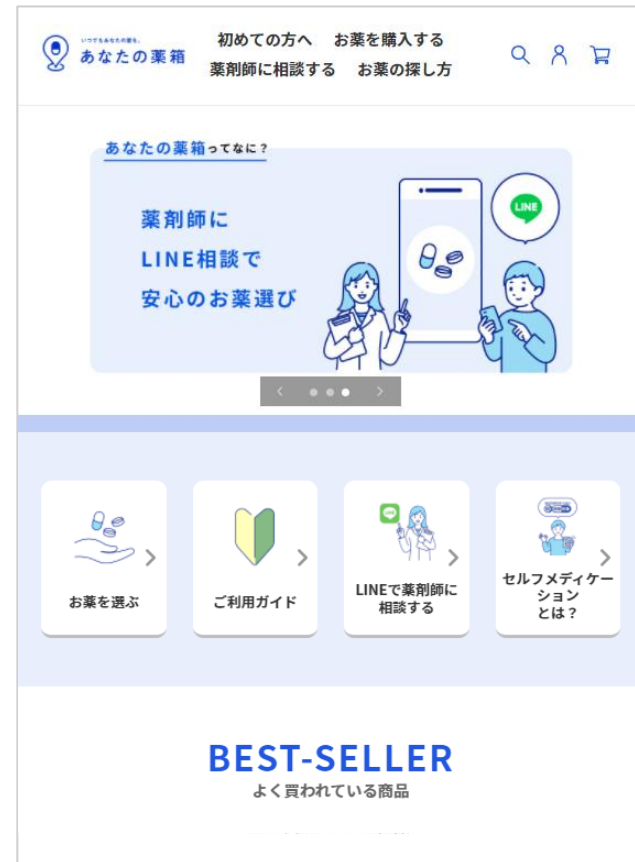 いつでもあなたの薬を。
あなたの薬箱
初めての方へ お薬を購入する
薬剤師に相談する お薬の探し方
あなたの薬箱ってなに？
薬剤師に
LINE相談で
安心のお薬選び
LINE
お薬を選ぶ
ご利用ガイド
LINEで薬剤師に
相談する
セルフメディケー
ション
とは？
BEST-SELLER
よく買われている商品